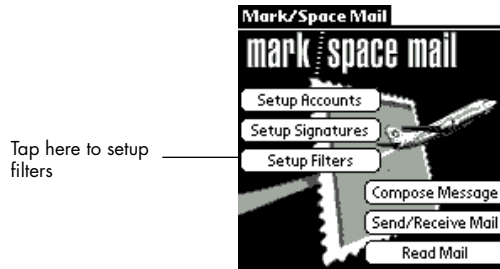 Mark/Space Mail
mark space mail
Setup Accounts
Setup Signatures
Tap here to setup
filters
Setup Filters
Compose Message
Send/Receive Mail
Read Mail